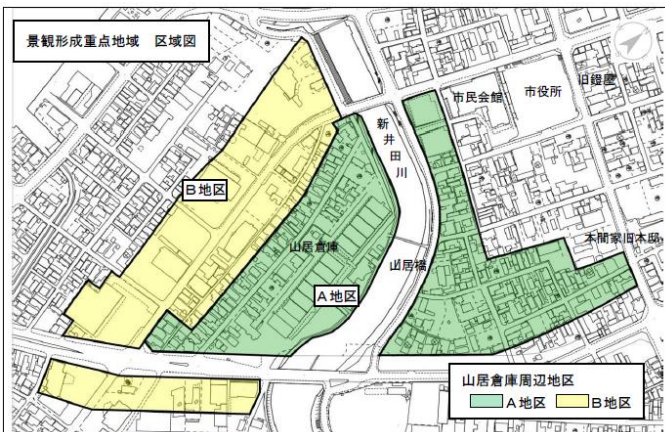 景観形成重点地域 区域図
市民会館
市役所
旧鐙屋
新井田川
B地区
山居倉庫
山居橋
本間家旧本邸
A地区
山居倉庫周辺地区
A地区 B地区